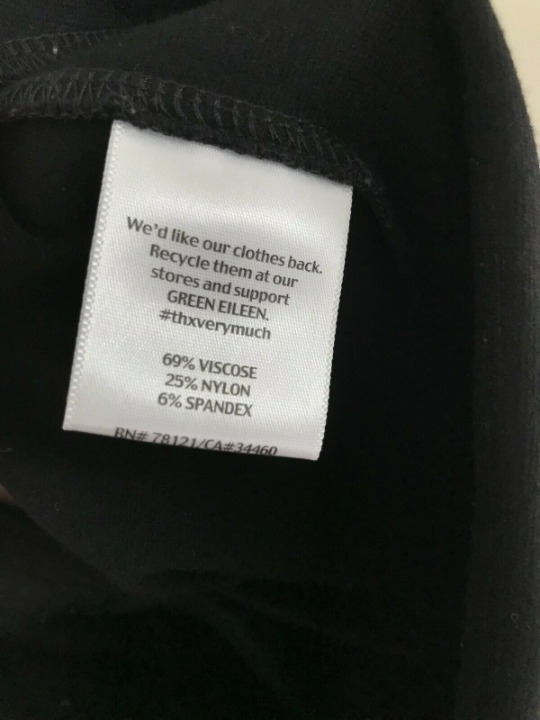 We'd like our clothes back.
Recycle them at our
stores and support
GREEN EILEEN.
#thxverymuch
69% VISCOSE
25% NYLON
6% SPANDEX
RN# 78121/CA#34460